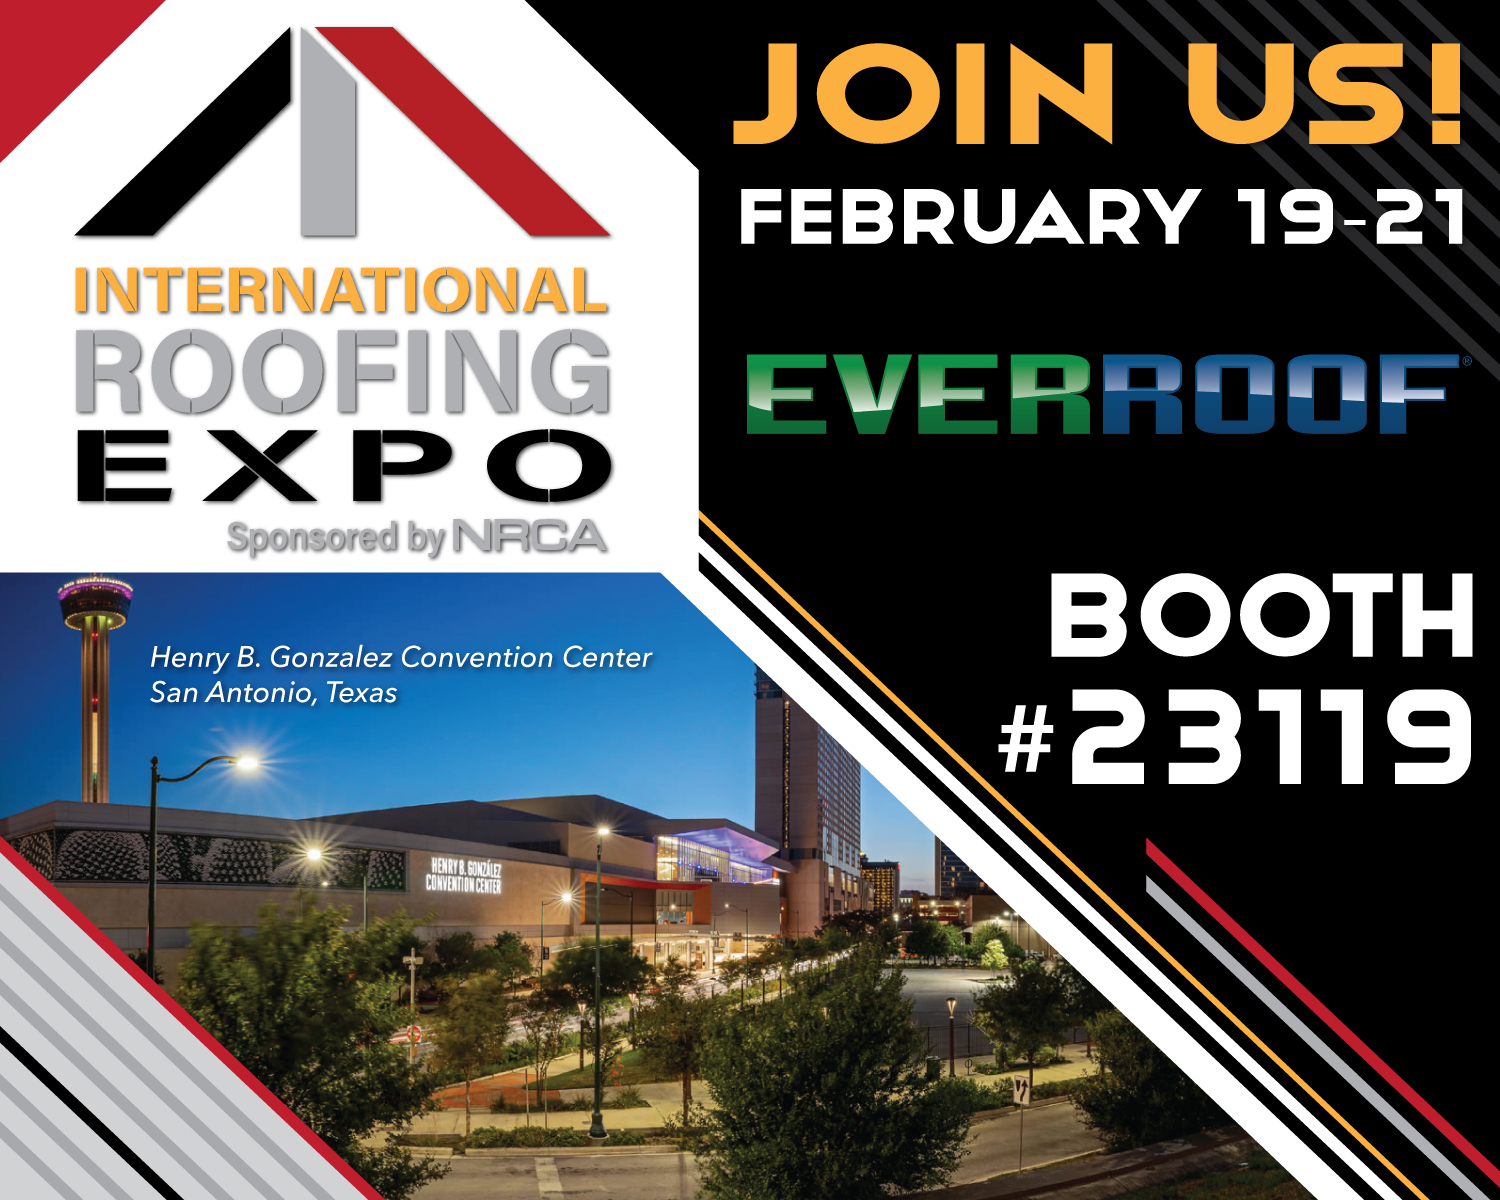 INTERNATIONAL
ROOFING
EXPO
Sponsored by NRCA
JOIN US!
FEBRUARY 19-21
EVERROOF®
BOOTH
#23119
Henry B. Gonzalez Convention Center
San Antonio, Texas
HENRY B. GONZÁLEZ
CONVENTION CENTER